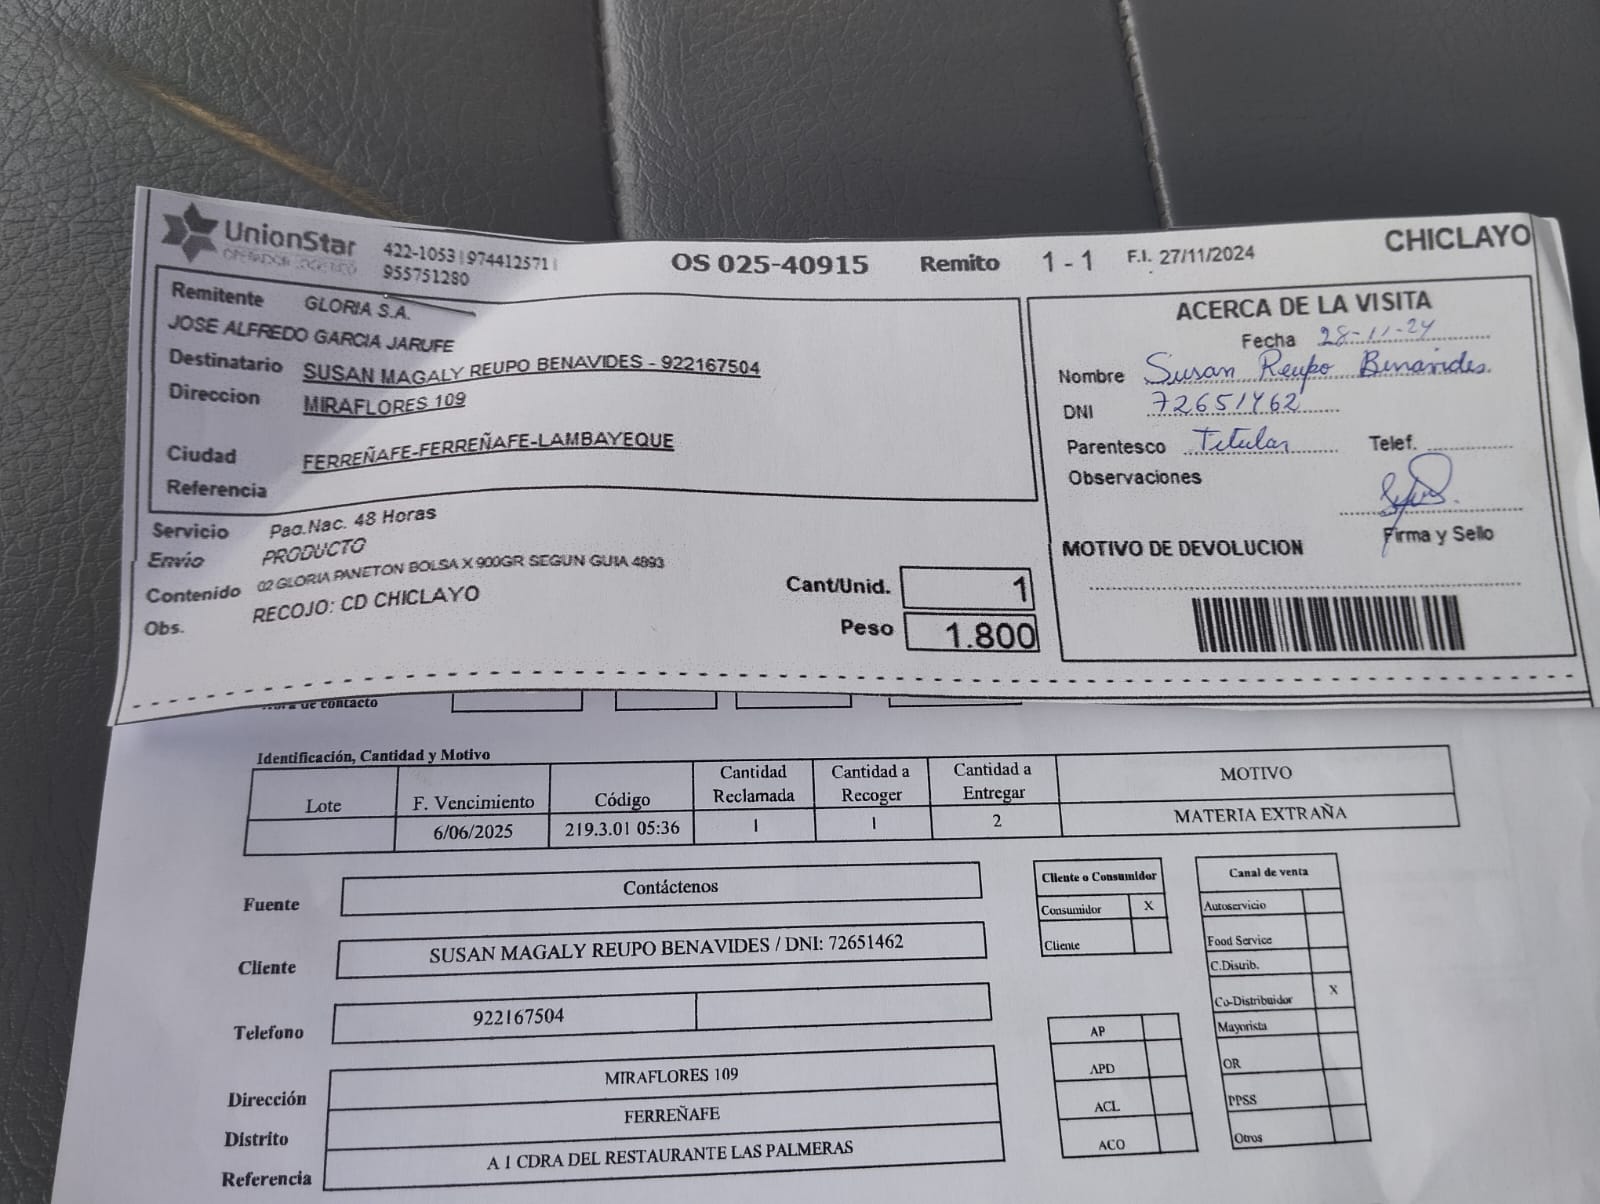 UnionStar
OPERADOR LOGISTICO
422-1053|974412571|
955751280
OS 025-40915
Remito
1 - 1
F.I. 27/11/2024
CHICLAYO
Remitente GLORIA S.A.
JOSE ALFREDO GARCIA JARUFE
Destinatario SUSAN MAGALY REUPO BENAVIDES - 922167504
Direccion MIRAFLORES 109
Ciudad FERREÑAFE-FERREÑAFE-LAMBAYEQUE
Referencia
Servicio Paq.Nac. 48 Horas
Envio PRODUCTO
Contenido 02 GLORIA PANETON BOLSA X 900GR SEGUN GUIA 4893
Obs. RECOJO: CD CHICLAYO
Cant/Unid. 1
Peso 1.800
ACERCA DE LA VISITA
Fecha 28-11-24
Nombre Susan Reupo Benavides.
DNI 72651462
Parentesco Titular Telef.
Observaciones
Firma y Sello
MOTIVO DE DEVOLUCION
de contacto
Identificación, Cantidad y Motivo
Lote F. Vencimiento Código Cantidad Reclamada Cantidad a Recoger Cantidad a Entregar MOTIVO
6/06/2025 219.3.01 05:36 1 1 2 MATERIA EXTRAÑA
Fuente Contáctenos
Cliente SUSAN MAGALY REUPO BENAVIDES / DNI: 72651462
Telefono 922167504
Dirección MIRAFLORES 109
Distrito FERREÑAFE
Referencia A 1 CDRA DEL RESTAURANTE LAS PALMERAS
Cliente o Consumidor
Consumidor X
Cliente
AP
APD
ACL
ACO
Canal de venta
Autoservicio
Food Service
C.Disuib.
Co-Distribuidor X
Mayorista
OR
PPSS
Otros